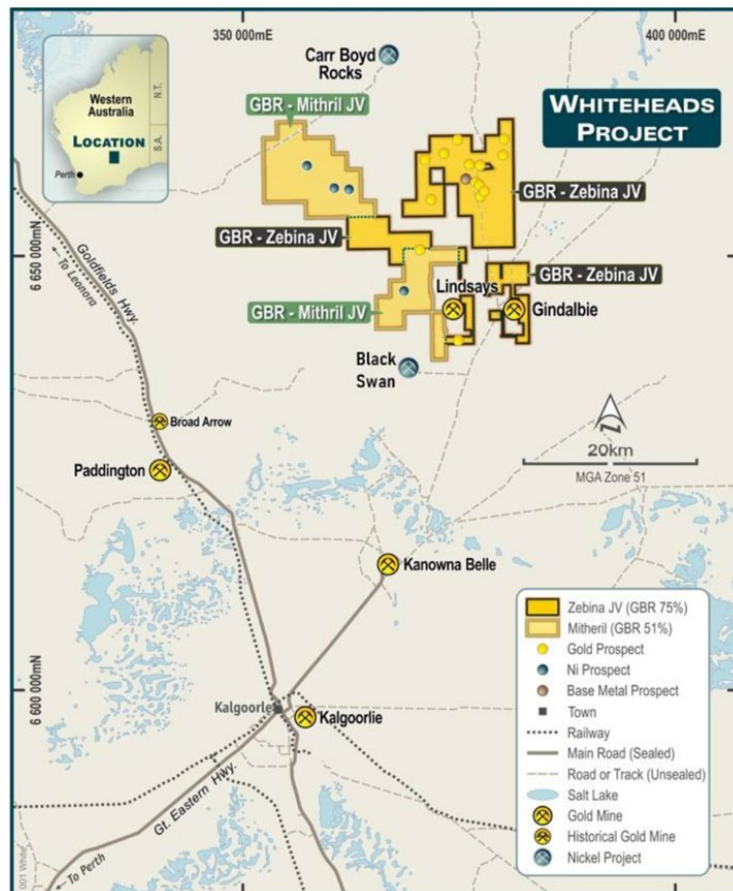 350 000mE
400 000mE
Western
Australia
N.T.
S.A.
LOCATION
Perth
Carr Boyd
Rocks
GBR - Mithril JV
WHITEHEADS
PROJECT
GBR - Zebina JV
GBR - Zebina JV
GBR - Zebina JV
6 650 000mN
To Leonora
Goldfields Hwy.
Lindsays
GBR - Mithril JV
Gindalbie
Black
Swan
Broad Arrow
Paddington
20km
MGA Zone 51
Kanowna Belle
6 600 000mN
Kalgoorlie
Gt. Eastern Hwy.
To Perth
Zebina JV (GBR 75%)
Mitheril (GBR 51%)
Gold Prospect
Ni Prospect
Base Metal Prospect
Town
Railway
Main Road (Sealed)
Road or Track (Unsealed)
Salt Lake
Gold Mine
Historical Gold Mine
Nickel Project